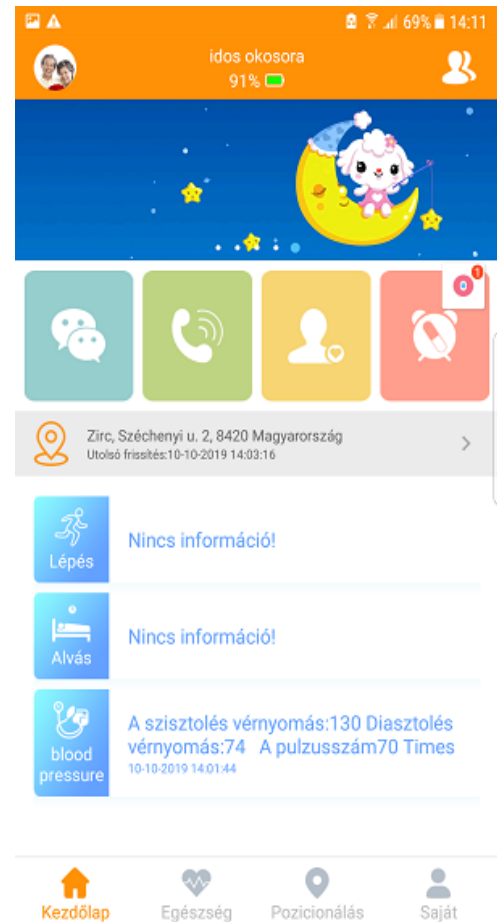 69% 14:11
idos okosora
91%
1
Zirc, Széchenyi u. 2, 8420 Magyarország
Utolsó frissítés:10-10-2019 14:03:16
Lépés
Nincs információ!
Alvás
Nincs információ!
blood
pressure
A szisztolés vérnyomás:130 Diasztolés
vérnyomás:74 A pulzusszám70 Times
10-10-2019 14:01:44
Kezdőlap Egészség Pozicionálás Saját